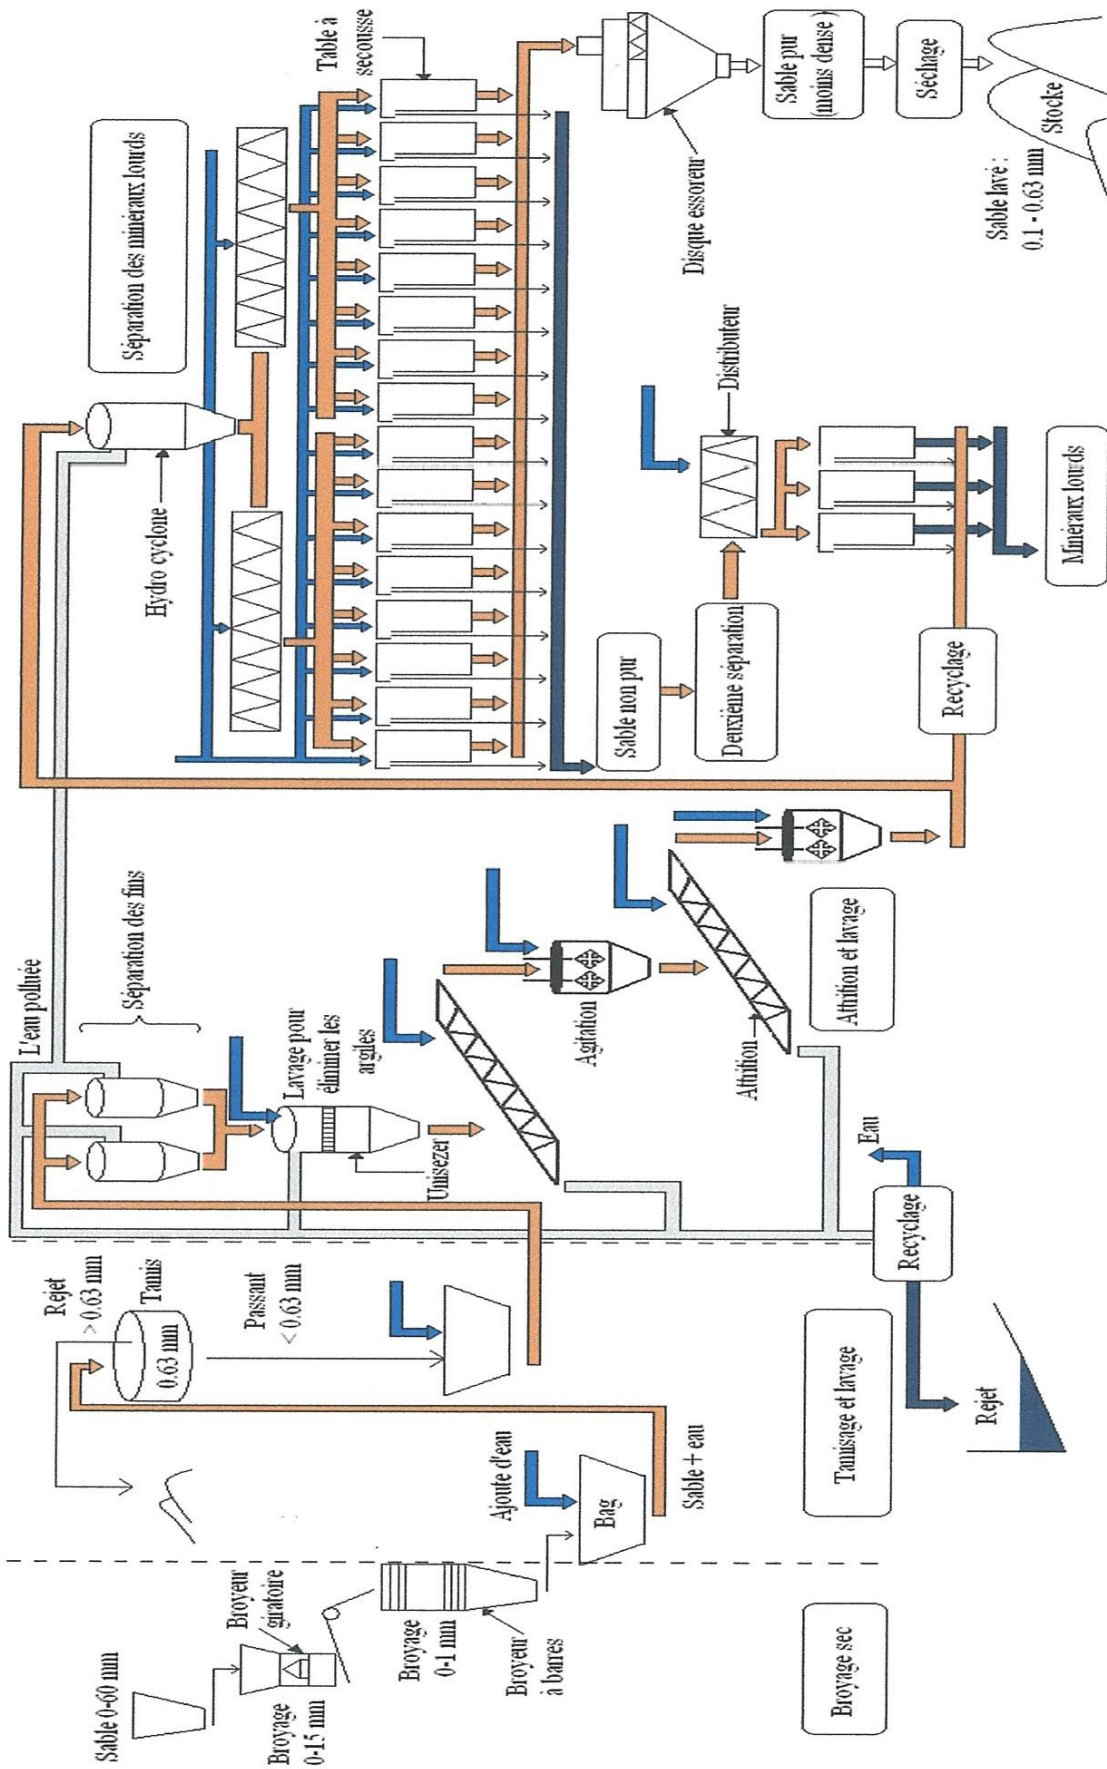 Sable 0-60 mm
Broyeur
giratoire
Broyage
0-15 mm
Broyage
0-1 mm
Broyeur
à barres
Broyage sec
Rejet
> 0.63 mm
Tamis
0.63 mm
Passant
< 0.63 mm
Ajoute d'eau
Bag
Sable + eau
Tamisage et lavage
Rejet
Recyclage
Eau
L'eau polluée
Séparation des fins
Lavage pour
éliminer les
argiles
Unisezer
Agitation
Attrition
Attrition et lavage
Hydro cyclone
Séparation des minéraux lourds
Table à
secousse
Sable non pur
Deuxième séparation
Distributeur
Recyclage
Minéraux lourds
Disque essoreur
Sable pur
(moins dense)
Séchage
Stocke
Sable lavé :
0.1 - 0.63 mm